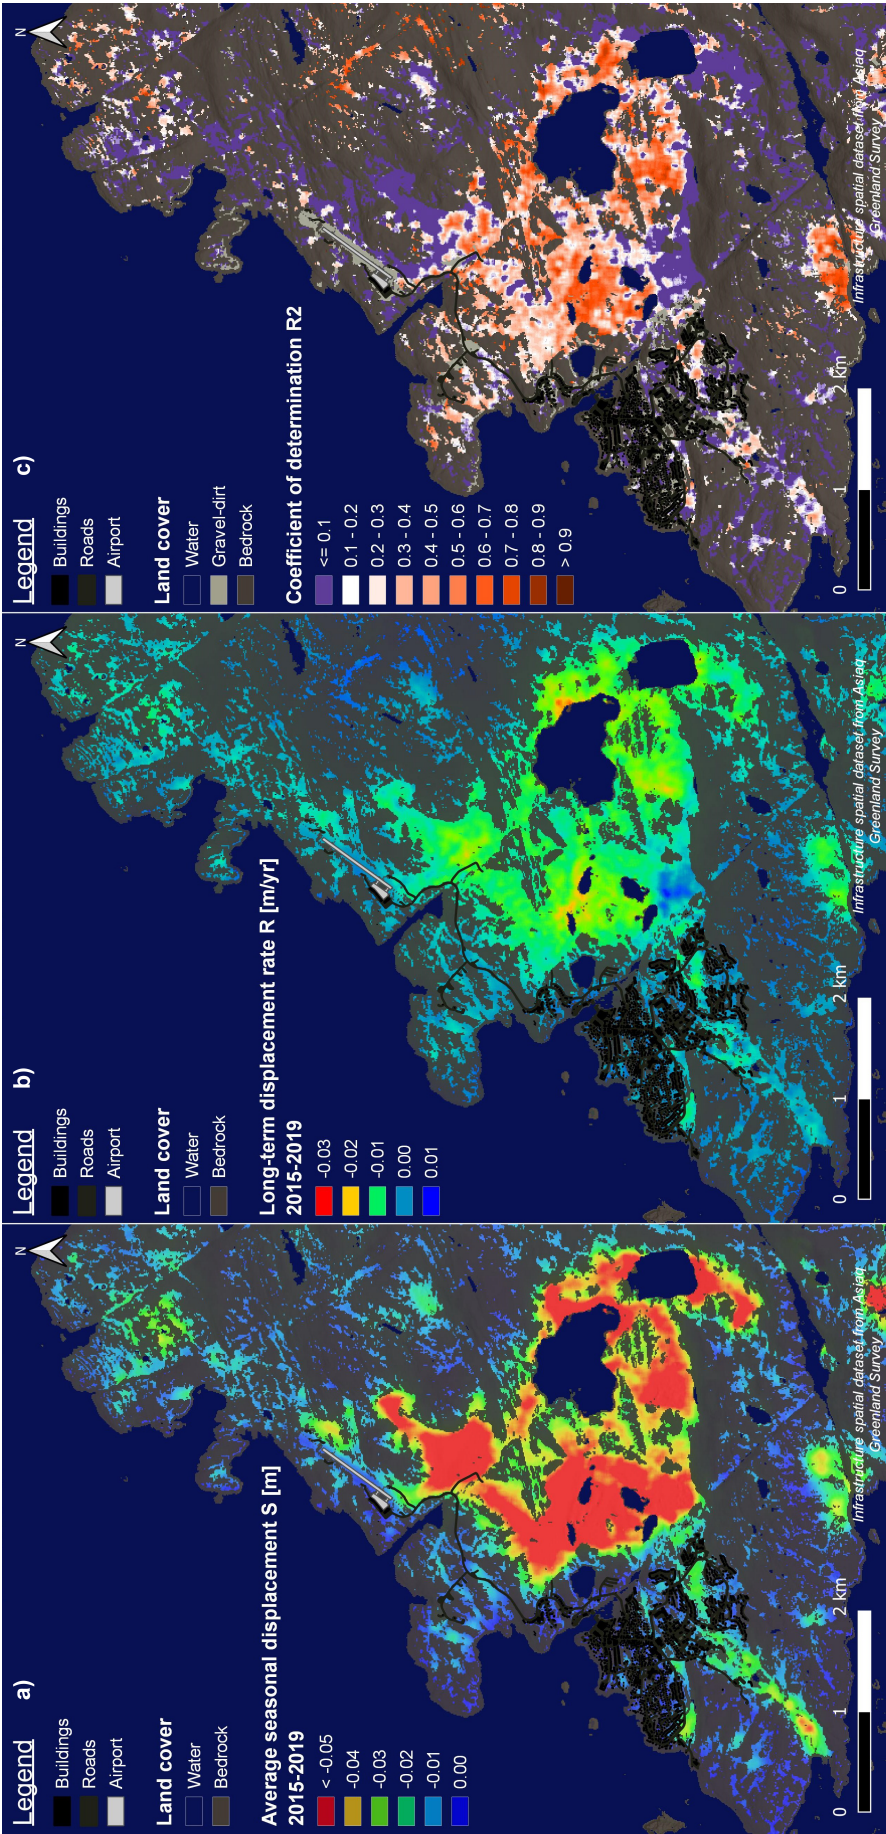 a)
Legend
Buildings
Roads
Airport
Land cover
Water
Bedrock
Average seasonal displacement S [m]
2015-2019
< -0.05
-0.04
-0.03
-0.02
-0.01
0.00
N
0 1 2 km
Infrastructure spatial dataset from Asiaq
Greenland Survey
b)
Legend
Buildings
Roads
Airport
Land cover
Water
Bedrock
Long-term displacement rate R [m/yr]
2015-2019
-0.03
-0.02
-0.01
0.00
0.01
N
0 1 2 km
Infrastructure spatial dataset from Asiaq
Greenland Survey
c)
Legend
Buildings
Roads
Airport
Land cover
Water
Gravel-dirt
Bedrock
Coefficient of determination R2
<= 0.1
0.1 - 0.2
0.2 - 0.3
0.3 - 0.4
0.4 - 0.5
0.5 - 0.6
0.6 - 0.7
0.7 - 0.8
0.8 - 0.9
> 0.9
N
0 1 2 km
Infrastructure spatial dataset from Asiaq
Greenland Survey